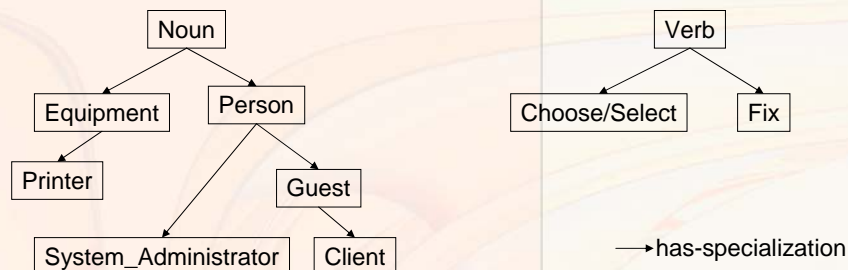 Noun
Verb
Equipment
Person
Choose/Select
Fix
Printer
Guest
System_Administrator
Client
has-specialization